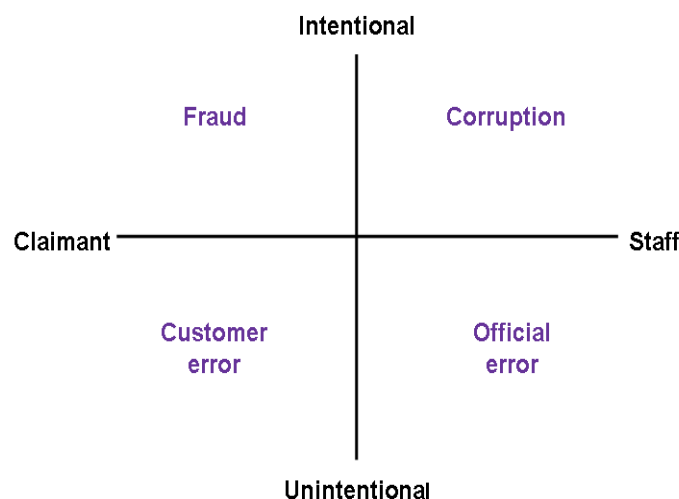 Intentional
Fraud
Corruption
Claimant
Staff
Customer
error
Official
error
Unintentional